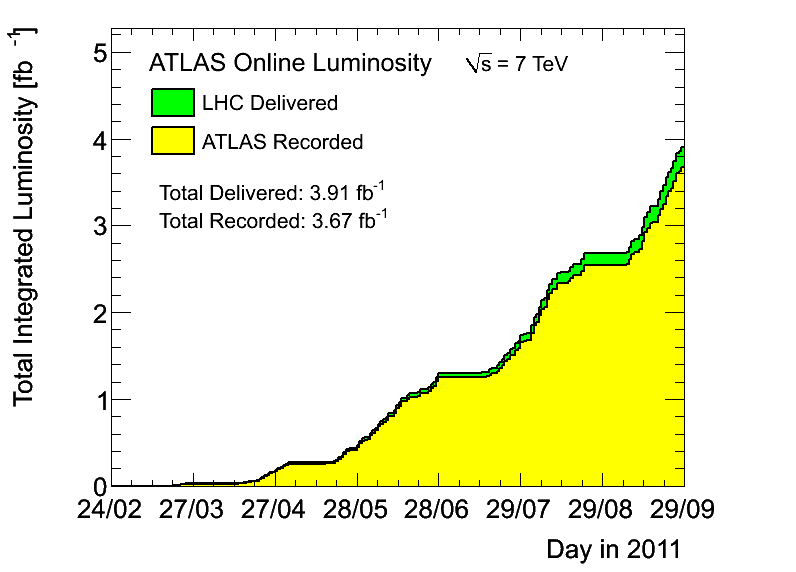 Total Integrated Luminosity [fb -1]
5
4
3
2
1
0
ATLAS Online Luminosity √s = 7 TeV
LHC Delivered
ATLAS Recorded
Total Delivered: 3.91 fb-1
Total Recorded: 3.67 fb-1
24/02 27/03 27/04 28/05 28/06 29/07 29/08 29/09
Day in 2011